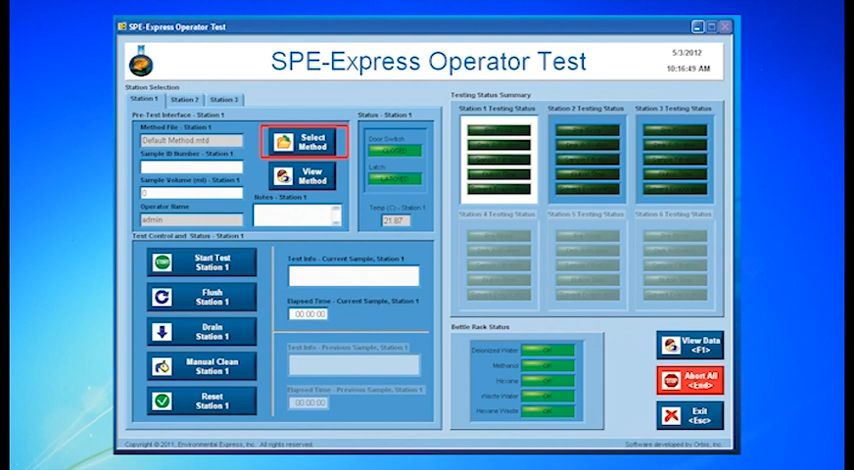 SPE-Express Operator Test
SPE-Express Operator Test
5/3/2012
10:16:49 AM
Station Selection
Station 1
Station 2
Station 3
Pre-Test Interface - Station 1
Method File - Station 1
Default Method.mtd
Sample ID Number - Station 1
Sample Volume (ml) - Station 1
0
Operator Name
admin
Select
Method
View
Method
Notes - Station 1
Status - Station 1
Door Switch
CLOSED
Latch
LATCHED
Temp (C) - Station 1
21.87
Test Control and Status - Station 1
Start Test
Station 1
Flush
Station 1
Drain
Station 1
Manual Clean
Station 1
Reset
Station 1
Test Info - Current Sample, Station 1
Elapsed Time - Current Sample, Station 1
00:00:00
Test Info - Previous Sample, Station 1
Elapsed Time - Previous Sample, Station 1
00:00:00
Testing Status Summary
Station 1 Testing Status
Station 2 Testing Status
Station 3 Testing Status
Station 4 Testing Status
Station 5 Testing Status
Station 6 Testing Status
Bottle Rack Status
Deionized Water
OK
Methanol
OK
Hexane
OK
Waste Water
OK
Hexane Waste
OK
View Data
<F1>
STOP
Abort All
<End>
Exit
<Esc>
Copyright © 2011, Environmental Express, Inc. All rights reserved.
Software developed by Orbis, Inc.